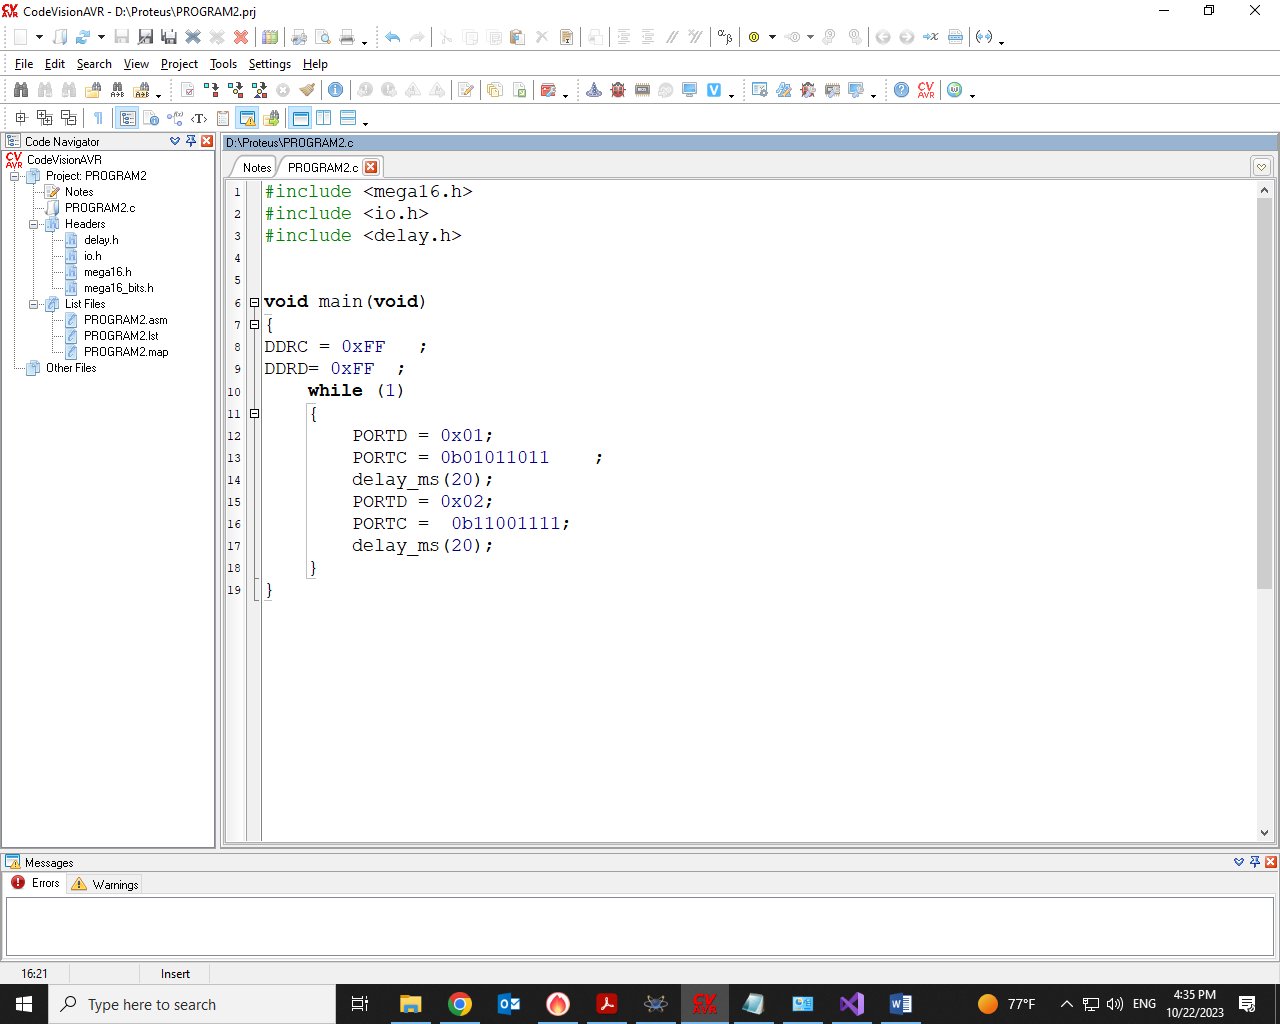 CodeVisionAVR - D:\Proteus\PROGRAM2.prj
File Edit Search View Project Tools Settings Help
Code Navigator
CodeVisionAVR
Project: PROGRAM2
Notes
PROGRAM2.c
Headers
delay.h
io.h
mega16.h
mega16_bits.h
List Files
PROGRAM2.asm
PROGRAM2.lst
PROGRAM2.map
Other Files
D:\Proteus\PROGRAM2.c
Notes PROGRAM2.c
1 #include <mega16.h>
2 #include <io.h>
3 #include <delay.h>
4
5
6 void main(void)
7 {
8 DDRC = 0xFF   ;
9 DDRD= 0xFF  ;
10     while (1)
11     {
12         PORTD = 0x01;
13         PORTC = 0b01011011    ;
14         delay_ms(20);
15         PORTD = 0x02;
16         PORTC =  0b11001111;
17         delay_ms(20);
18     }
19 }
Messages
Errors Warnings
16:21 Insert
Type here to search
77°F
ENG
4:35 PM
10/22/2023